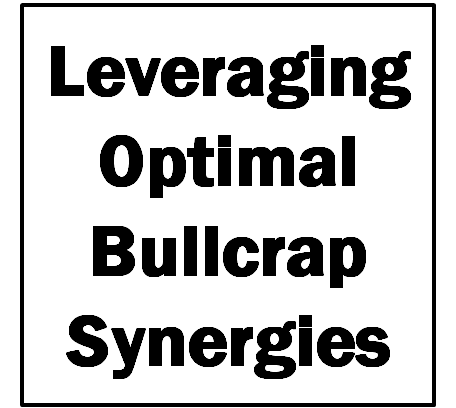 Leveraging
Optimal
Bullcrap
Synergies